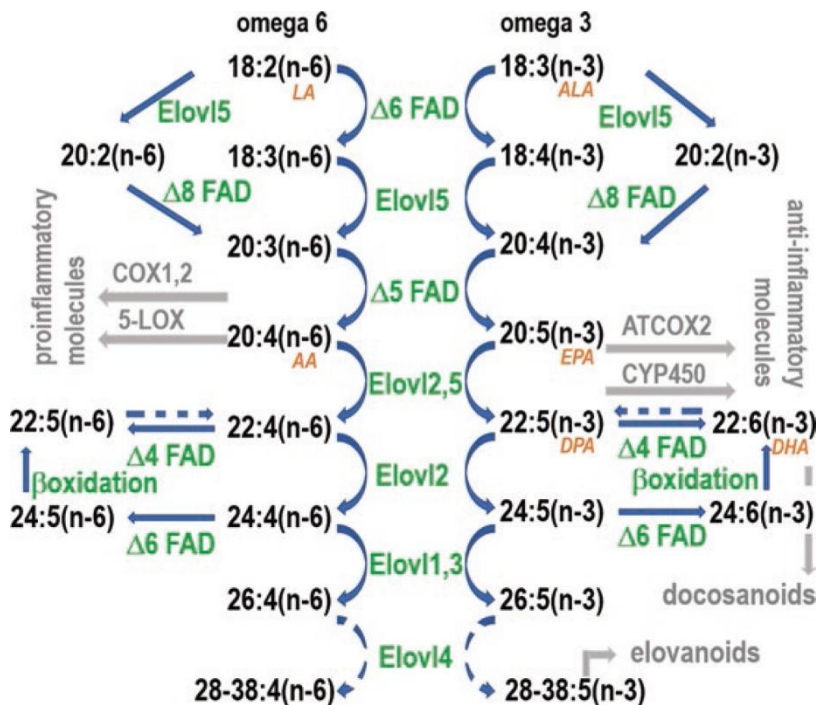 omega 6 omega 3
18:2(n-6) 18:3(n-3)
LA ALA
Elovl5 Δ6 FAD Elovl5
20:2(n-6) 18:3(n-6) 18:4(n-3) 20:2(n-3)
Δ8 FAD Elovl5 Δ8 FAD
20:3(n-6) 20:4(n-3)
proinflammatory
molecules
COX1,2 Δ5 FAD
5-LOX
anti-inflammatory
molecules
20:4(n-6) 20:5(n-3) ATCOX2
AA EPA
Elovl2,5 CYP450
22:5(n-6) 22:4(n-6) 22:5(n-3) 22:6(n-3)
Δ4 FAD DPA Δ4 FAD DHA
βoxidation Elovl2 βoxidation
24:5(n-6) 24:4(n-6) 24:5(n-3) 24:6(n-3)
Δ6 FAD Δ6 FAD
Elovl1,3
26:4(n-6) 26:5(n-3) docosanoids
Elovl4 elovanoids
28-38:4(n-6) 28-38:5(n-3)